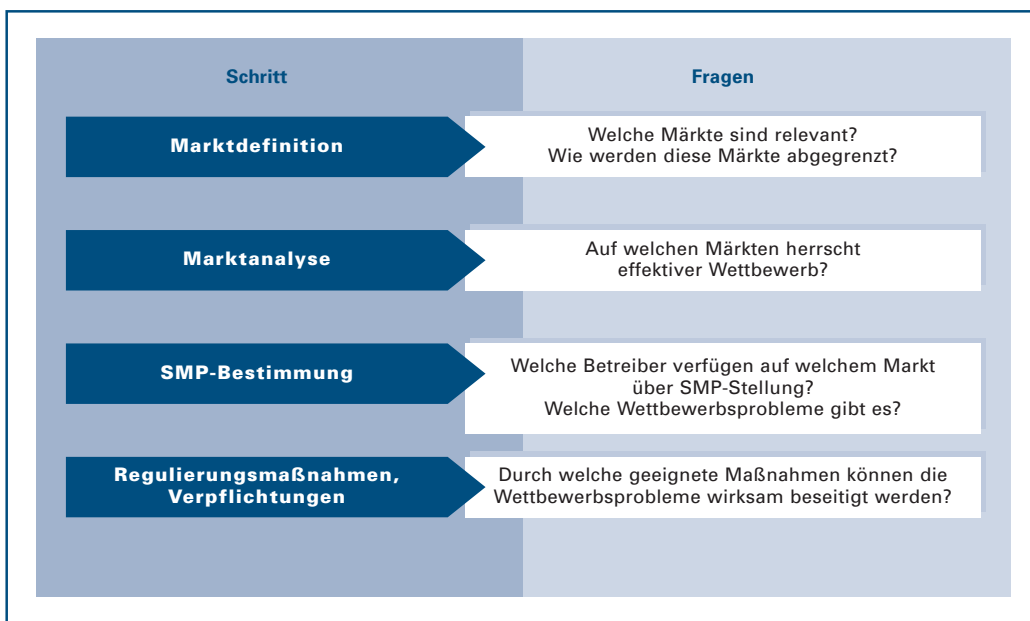 Schritt
Fragen
Marktdefinition
Welche Märkte sind relevant?
Wie werden diese Märkte abgegrenzt?
Marktanalyse
Auf welchen Märkten herrscht
effektiver Wettbewerb?
SMP-Bestimmung
Welche Betreiber verfügen auf welchem Markt
über SMP-Stellung?
Welche Wettbewerbsprobleme gibt es?
Regulierungsmaßnahmen,
Verpflichtungen
Durch welche geeignete Maßnahmen können die
Wettbewerbsprobleme wirksam beseitigt werden?